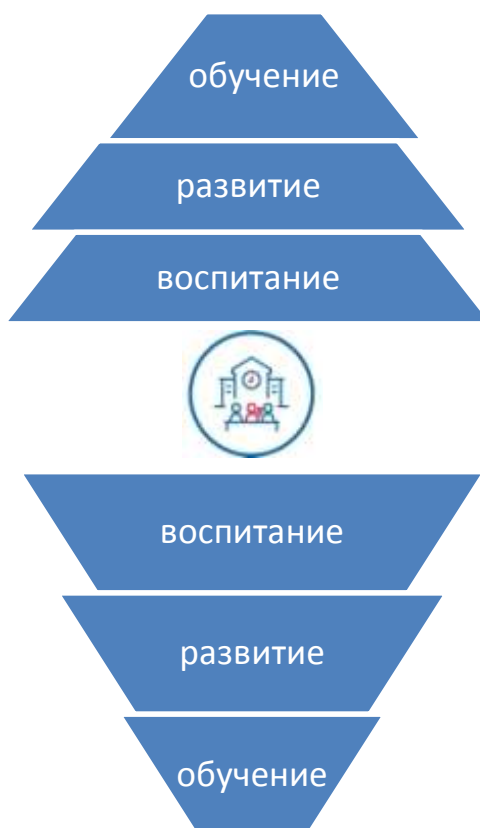 обучение
развитие
воспитание
воспитание
развитие
обучение